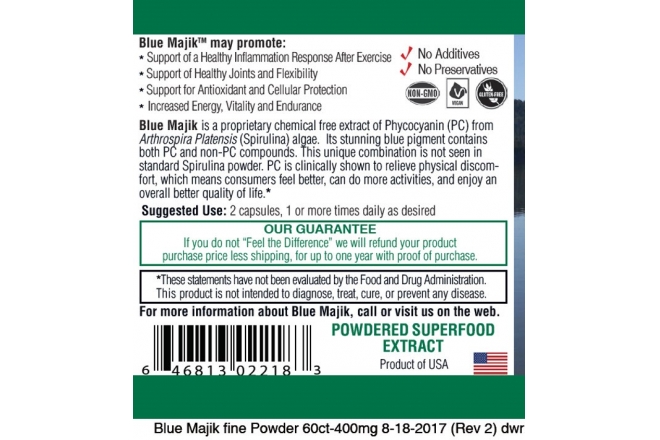 Blue Majik™ may promote:
* Support of a Healthy Inflammation Response After Exercise
* Support of Healthy Joints and Flexibility
* Support for Antioxidant and Cellular Protection
* Increased Energy, Vitality and Endurance
✓ No Additives
✓ No Preservatives
NON-GMO
VEGAN
GLUTEN FREE
Blue Majik is a proprietary chemical free extract of Phycocyanin (PC) from
Arthrospira Platensis (Spirulina) algae. Its stunning blue pigment contains
both PC and non-PC compounds. This unique combination is not seen in
standard Spirulina powder. PC is clinically shown to relieve physical discom-
fort, which means consumers feel better, can do more activities, and enjoy an
overall better quality of life.*
Suggested Use: 2 capsules, 1 or more times daily as desired
OUR GUARANTEE
If you do not “Feel the Difference” we will refund your product
purchase price less shipping, for up to one year with proof of purchase.
*These statements have not been evaluated by the Food and Drug Administration.
This product is not intended to diagnose, treat, cure, or prevent any disease.
For more information about Blue Majik, call or visit us on the web.
6 46813 02218 3
POWDERED SUPERFOOD
EXTRACT
Product of USA
Blue Majik fine Powder 60ct-400mg 8-18-2017 (Rev 2) dwr